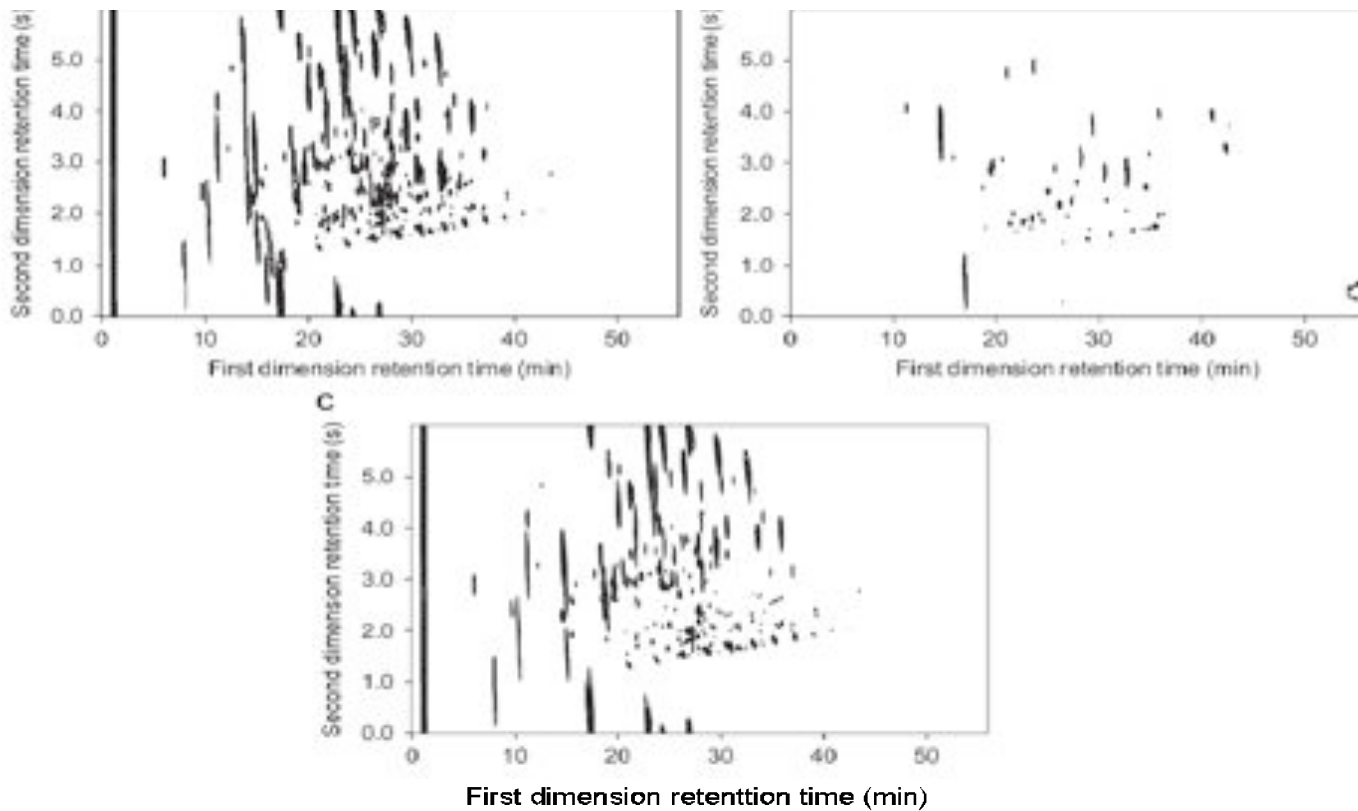 Second dimension retention time (s)
5.0
4.0
3.0
2.0
1.0
0.0
0 10 20 30 40 50
First dimension retention time (min)
Second dimension retention time (s)
5.0
4.0
3.0
2.0
1.0
0.0
0 10 20 30 40 50
First dimension retention time (min)
C
Second dimension retention time (s)
5.0
4.0
3.0
2.0
1.0
0.0
0 10 20 30 40 50
First dimension retenttion time (min)